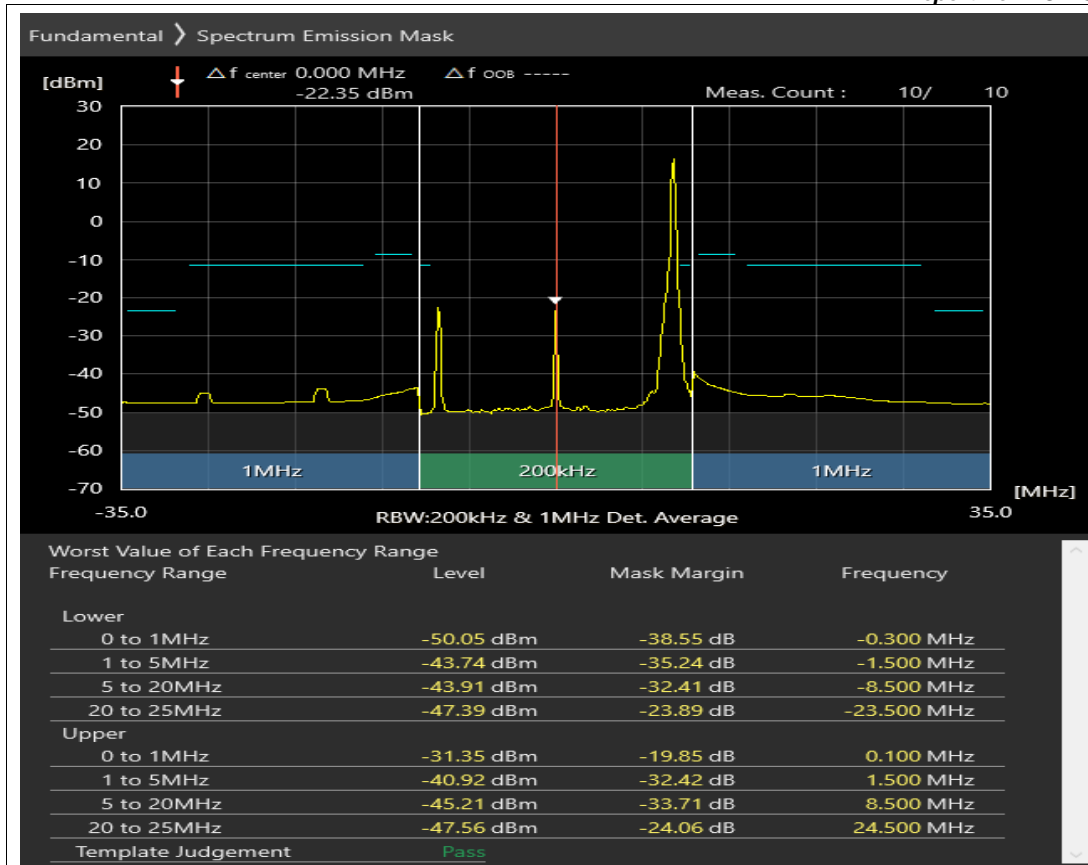 Fundamental ❯ Spectrum Emission Mask
[dBm] △ f center 0.000 MHz △ f OOB -----
-22.35 dBm Meas. Count : 10/ 10
30
20
10
0
-10
-20
-30
-40
-50
-60
1MHz 200kHz 1MHz
-70 [MHz]
-35.0 RBW:200kHz & 1MHz Det. Average 35.0
Worst Value of Each Frequency Range
Frequency Range Level Mask Margin Frequency
Lower
0 to 1MHz -50.05 dBm -38.55 dB -0.300 MHz
1 to 5MHz -43.74 dBm -35.24 dB -1.500 MHz
5 to 20MHz -43.91 dBm -32.41 dB -8.500 MHz
20 to 25MHz -47.39 dBm -23.89 dB -23.500 MHz
Upper
0 to 1MHz -31.35 dBm -19.85 dB 0.100 MHz
1 to 5MHz -40.92 dBm -32.42 dB 1.500 MHz
5 to 20MHz -45.21 dBm -33.71 dB 8.500 MHz
20 to 25MHz -47.56 dBm -24.06 dB 24.500 MHz
Template Judgement Pass